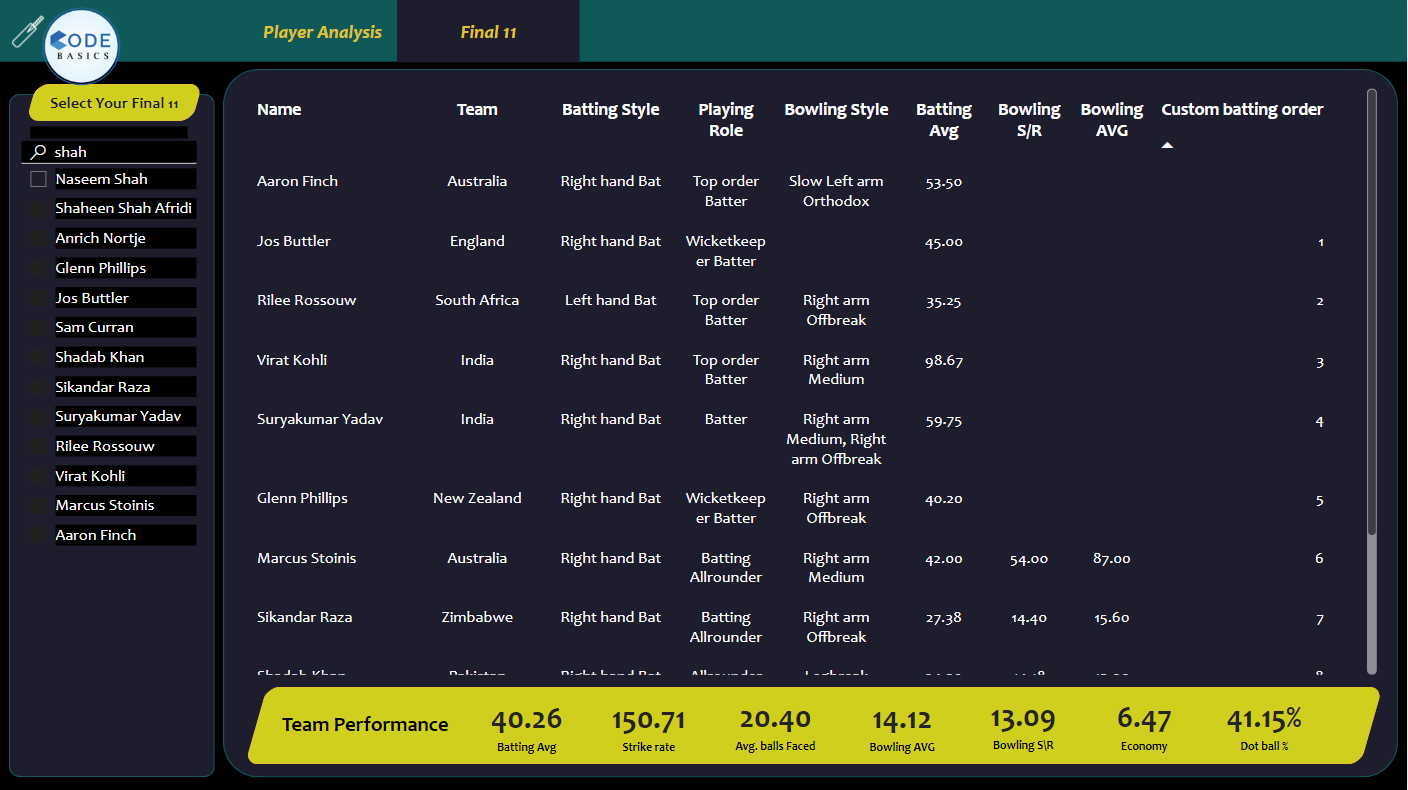 CODE
BASICS
Player Analysis
Final 11
Select Your Final 11
shah
Naseem Shah
Shaheen Shah Afridi
Anrich Nortje
Glenn Phillips
Jos Buttler
Sam Curran
Shadab Khan
Sikandar Raza
Suryakumar Yadav
Rilee Rossouw
Virat Kohli
Marcus Stoinis
Aaron Finch
Name Team Batting Style Playing Role Bowling Style Batting Avg Bowling S/R Bowling AVG Custom batting order
Aaron Finch Australia Right hand Bat Top order Batter Slow Left arm Orthodox 53.50
Jos Buttler England Right hand Bat Wicketkeeper Batter 45.00 1
Rilee Rossouw South Africa Left hand Bat Top order Batter Right arm Offbreak 35.25 2
Virat Kohli India Right hand Bat Top order Batter Right arm Medium 98.67 3
Suryakumar Yadav India Right hand Bat Batter Right arm Medium, Right arm Offbreak 59.75 4
Glenn Phillips New Zealand Right hand Bat Wicketkeeper Batter Right arm Offbreak 40.20 5
Marcus Stoinis Australia Right hand Bat Batting Allrounder Right arm Medium 42.00 54.00 87.00 6
Sikandar Raza Zimbabwe Right hand Bat Batting Allrounder Right arm Offbreak 27.38 14.40 15.60 7
Shadab Khan Pakistan Right hand Bat Allrounder Legbreak 8
Team Performance
40.26 150.71 20.40 14.12 13.09 6.47 41.15%
Batting Avg Strike rate Avg. balls Faced Bowling AVG Bowling S\R Economy Dot ball %